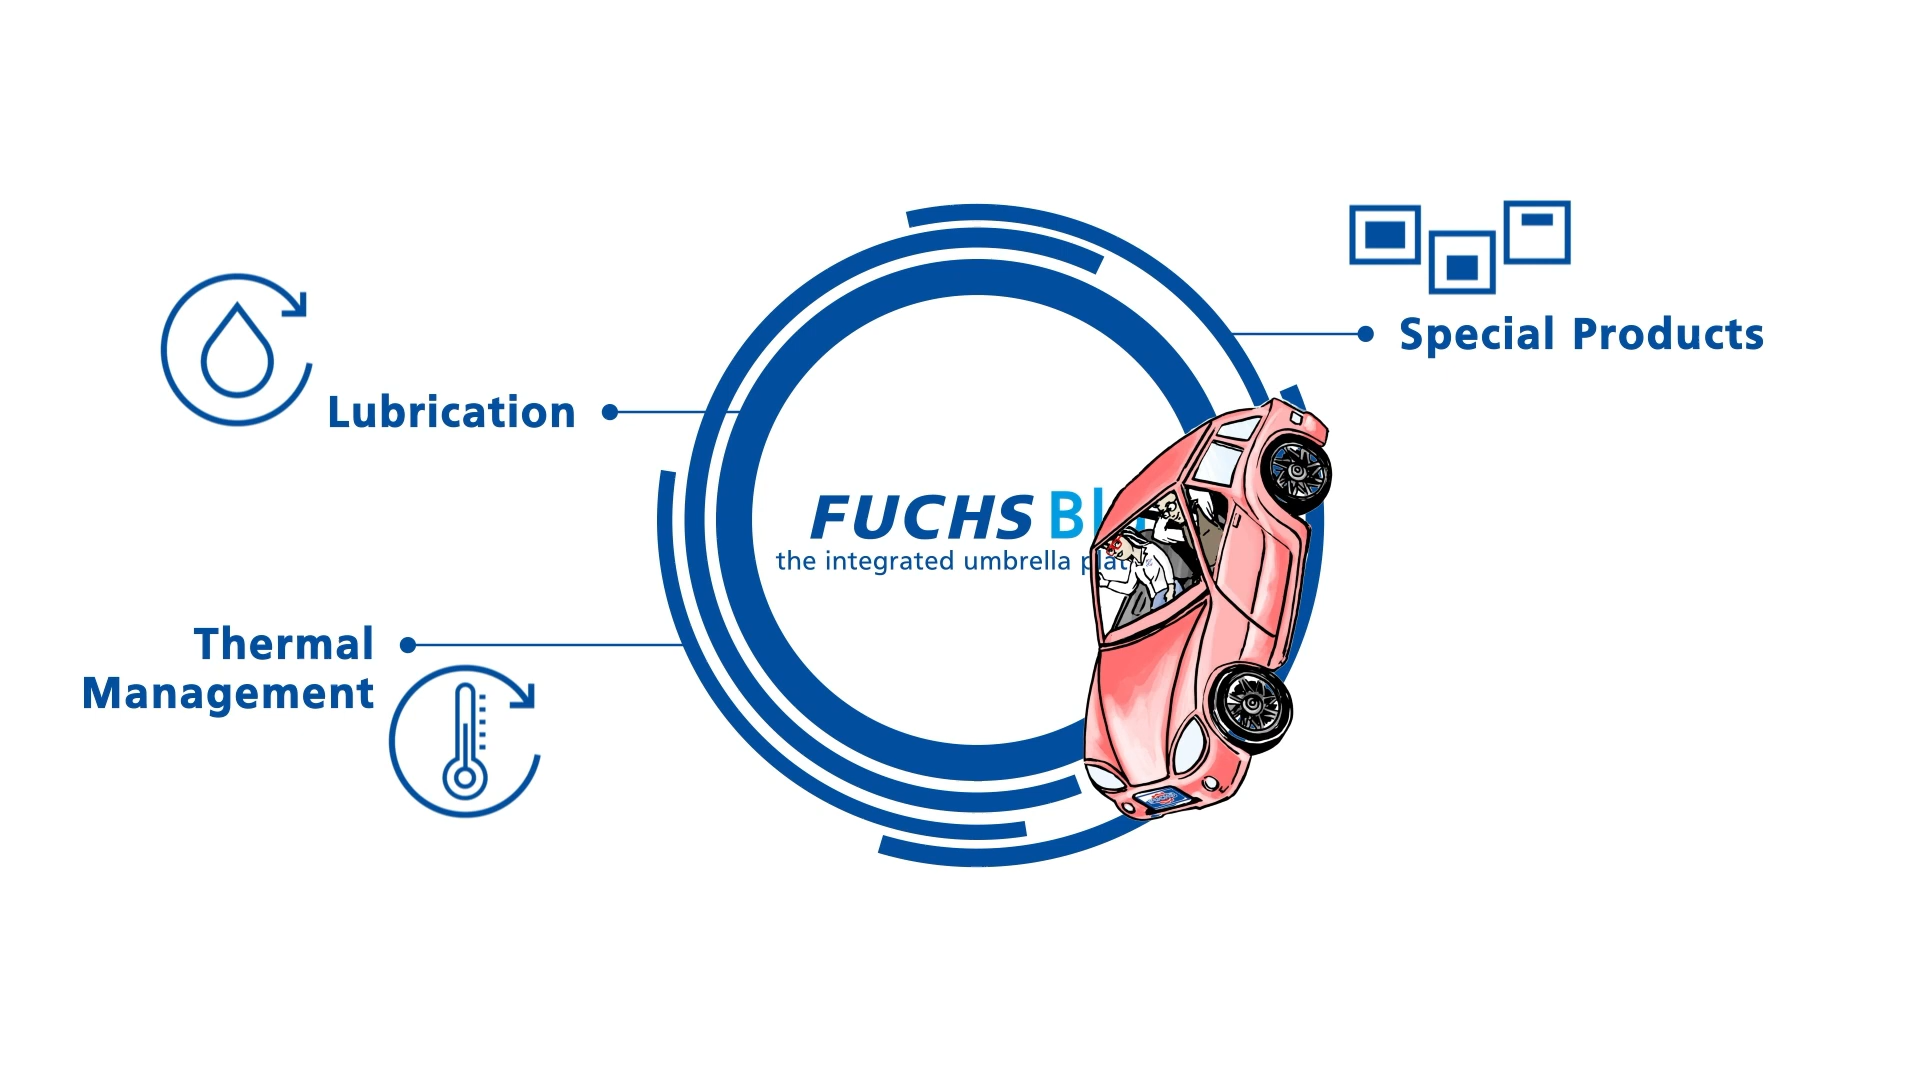 Special Products
Lubrication
FUCHS
the integrated umbrella
Thermal
Management